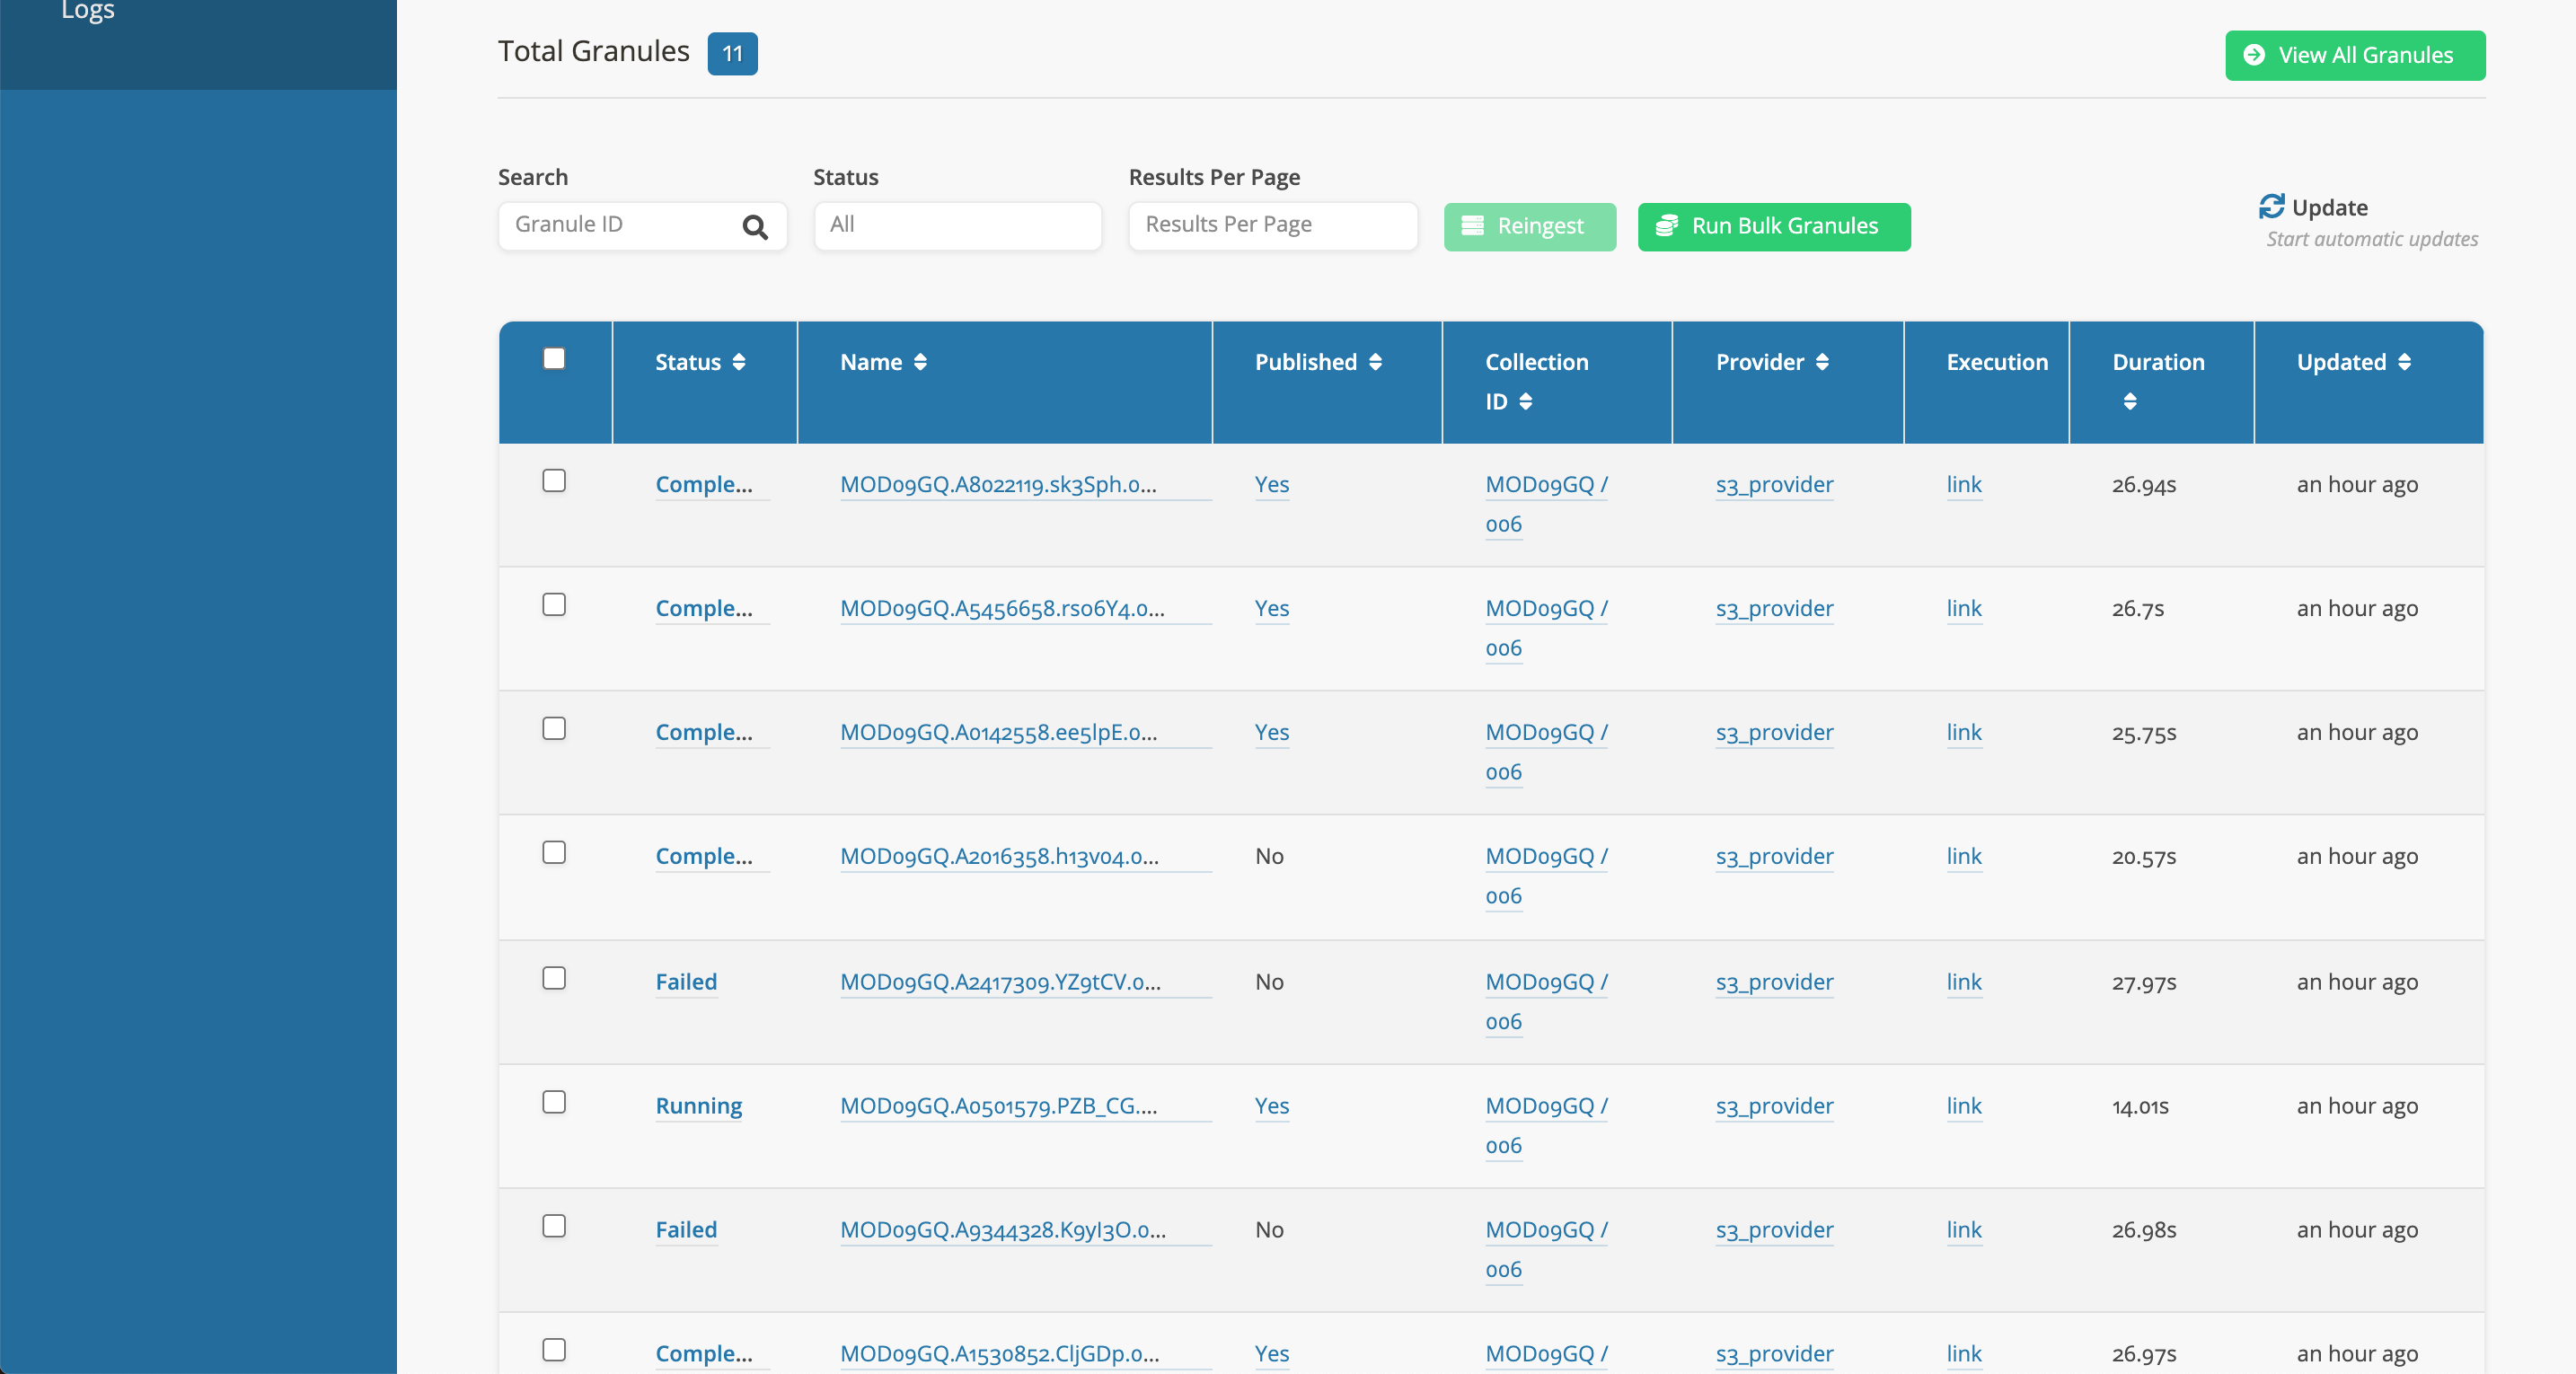 Logs
Total Granules 11
View All Granules
Search
Status
Results Per Page
Granule ID
All
Results Per Page
Reingest
Run Bulk Granules
Update
Start automatic updates
Status Name Published Collection ID Provider Execution Duration Updated
Comple... MOD09GQ.A8022119.sk3Sph.0... Yes MOD09GQ / 006 s3_provider link 26.94s an hour ago
Comple... MOD09GQ.A5456658.rso6Y4.0... Yes MOD09GQ / 006 s3_provider link 26.7s an hour ago
Comple... MOD09GQ.A0142558.ee5lpE.0... Yes MOD09GQ / 006 s3_provider link 25.75s an hour ago
Comple... MOD09GQ.A2016358.h13v04.0... No MOD09GQ / 006 s3_provider link 20.57s an hour ago
Failed MOD09GQ.A2417309.YZ9tCV.0... No MOD09GQ / 006 s3_provider link 27.97s an hour ago
Running MOD09GQ.A0501579.PZB_CG.... Yes MOD09GQ / 006 s3_provider link 14.01s an hour ago
Failed MOD09GQ.A9344328.K9yI3O.0... No MOD09GQ / 006 s3_provider link 26.98s an hour ago
Comple... MOD09GQ.A1530852.CljGDp.0... Yes MOD09GQ / s3_provider link 26.97s an hour ago